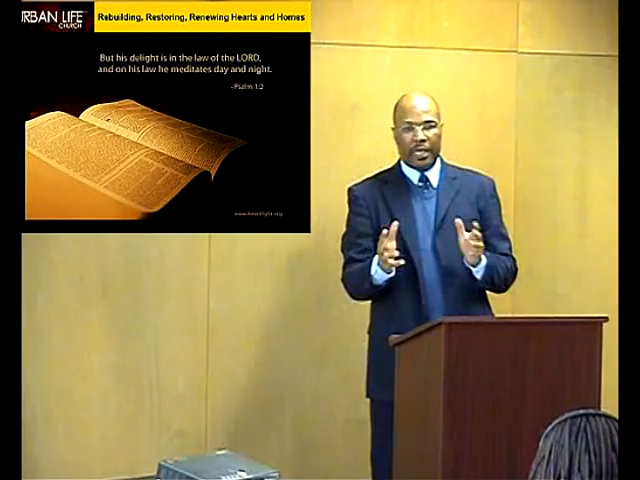 URBAN LIFE
CHURCH
Rebuilding, Restoring, Renewing Hearts and Homes
But his delight is in the law of the LORD,
and on his law he meditates day and night.
-Psalm 1:2